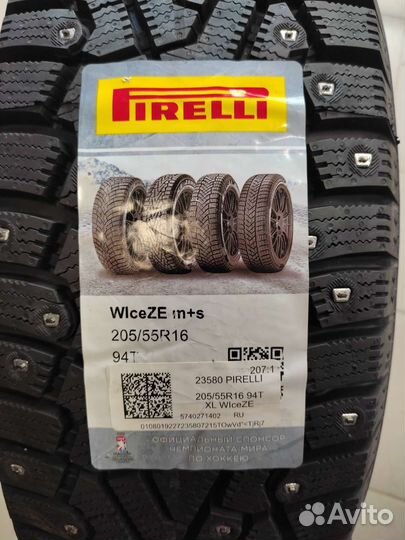 PIRELLI
WIceZE m+s
205/55R16
94T
207:1
23580 PIRELLI
205/55R16 94T
XL WIceZE
5740271402 RU
ОФИЦИАЛЬНЫЙ СПОНСОР
ЧЕМПИОНАТА МИРА
ПО ХОККЕЮ
Avito